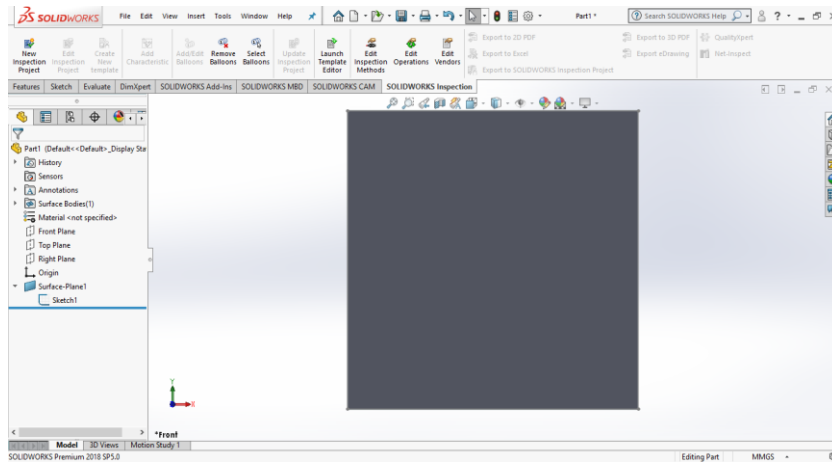 SOLIDWORKS File Edit View Insert Tools Window Help Part1 * Search SOLIDWORKS Help ?
New Inspection Project
Edit Inspection Project
Create New template
Add Characteristic
Add/Edit Balloons
Remove Balloons
Select Balloons
Update Inspection Project
Launch Template Editor
Edit Inspection Methods
Edit Operations
Edit Vendors
Export to 2D PDF
Export to Excel
Export to SOLIDWORKS Inspection Project
Export to 3D PDF
Export eDrawing
QualityXpert
Net-Inspect
Features Sketch Evaluate DimXpert SOLIDWORKS Add-Ins SOLIDWORKS MBD SOLIDWORKS CAM SOLIDWORKS Inspection
Part1 (Default<<Default>_Display Sta
History
Sensors
Annotations
Surface Bodies(1)
Material <not specified>
Front Plane
Top Plane
Right Plane
Origin
Surface-Plane1
Sketch1
Y
X
*Front
Model 3D Views Motion Study 1
SOLIDWORKS Premium 2018 SP5.0 Editing Part MMGS